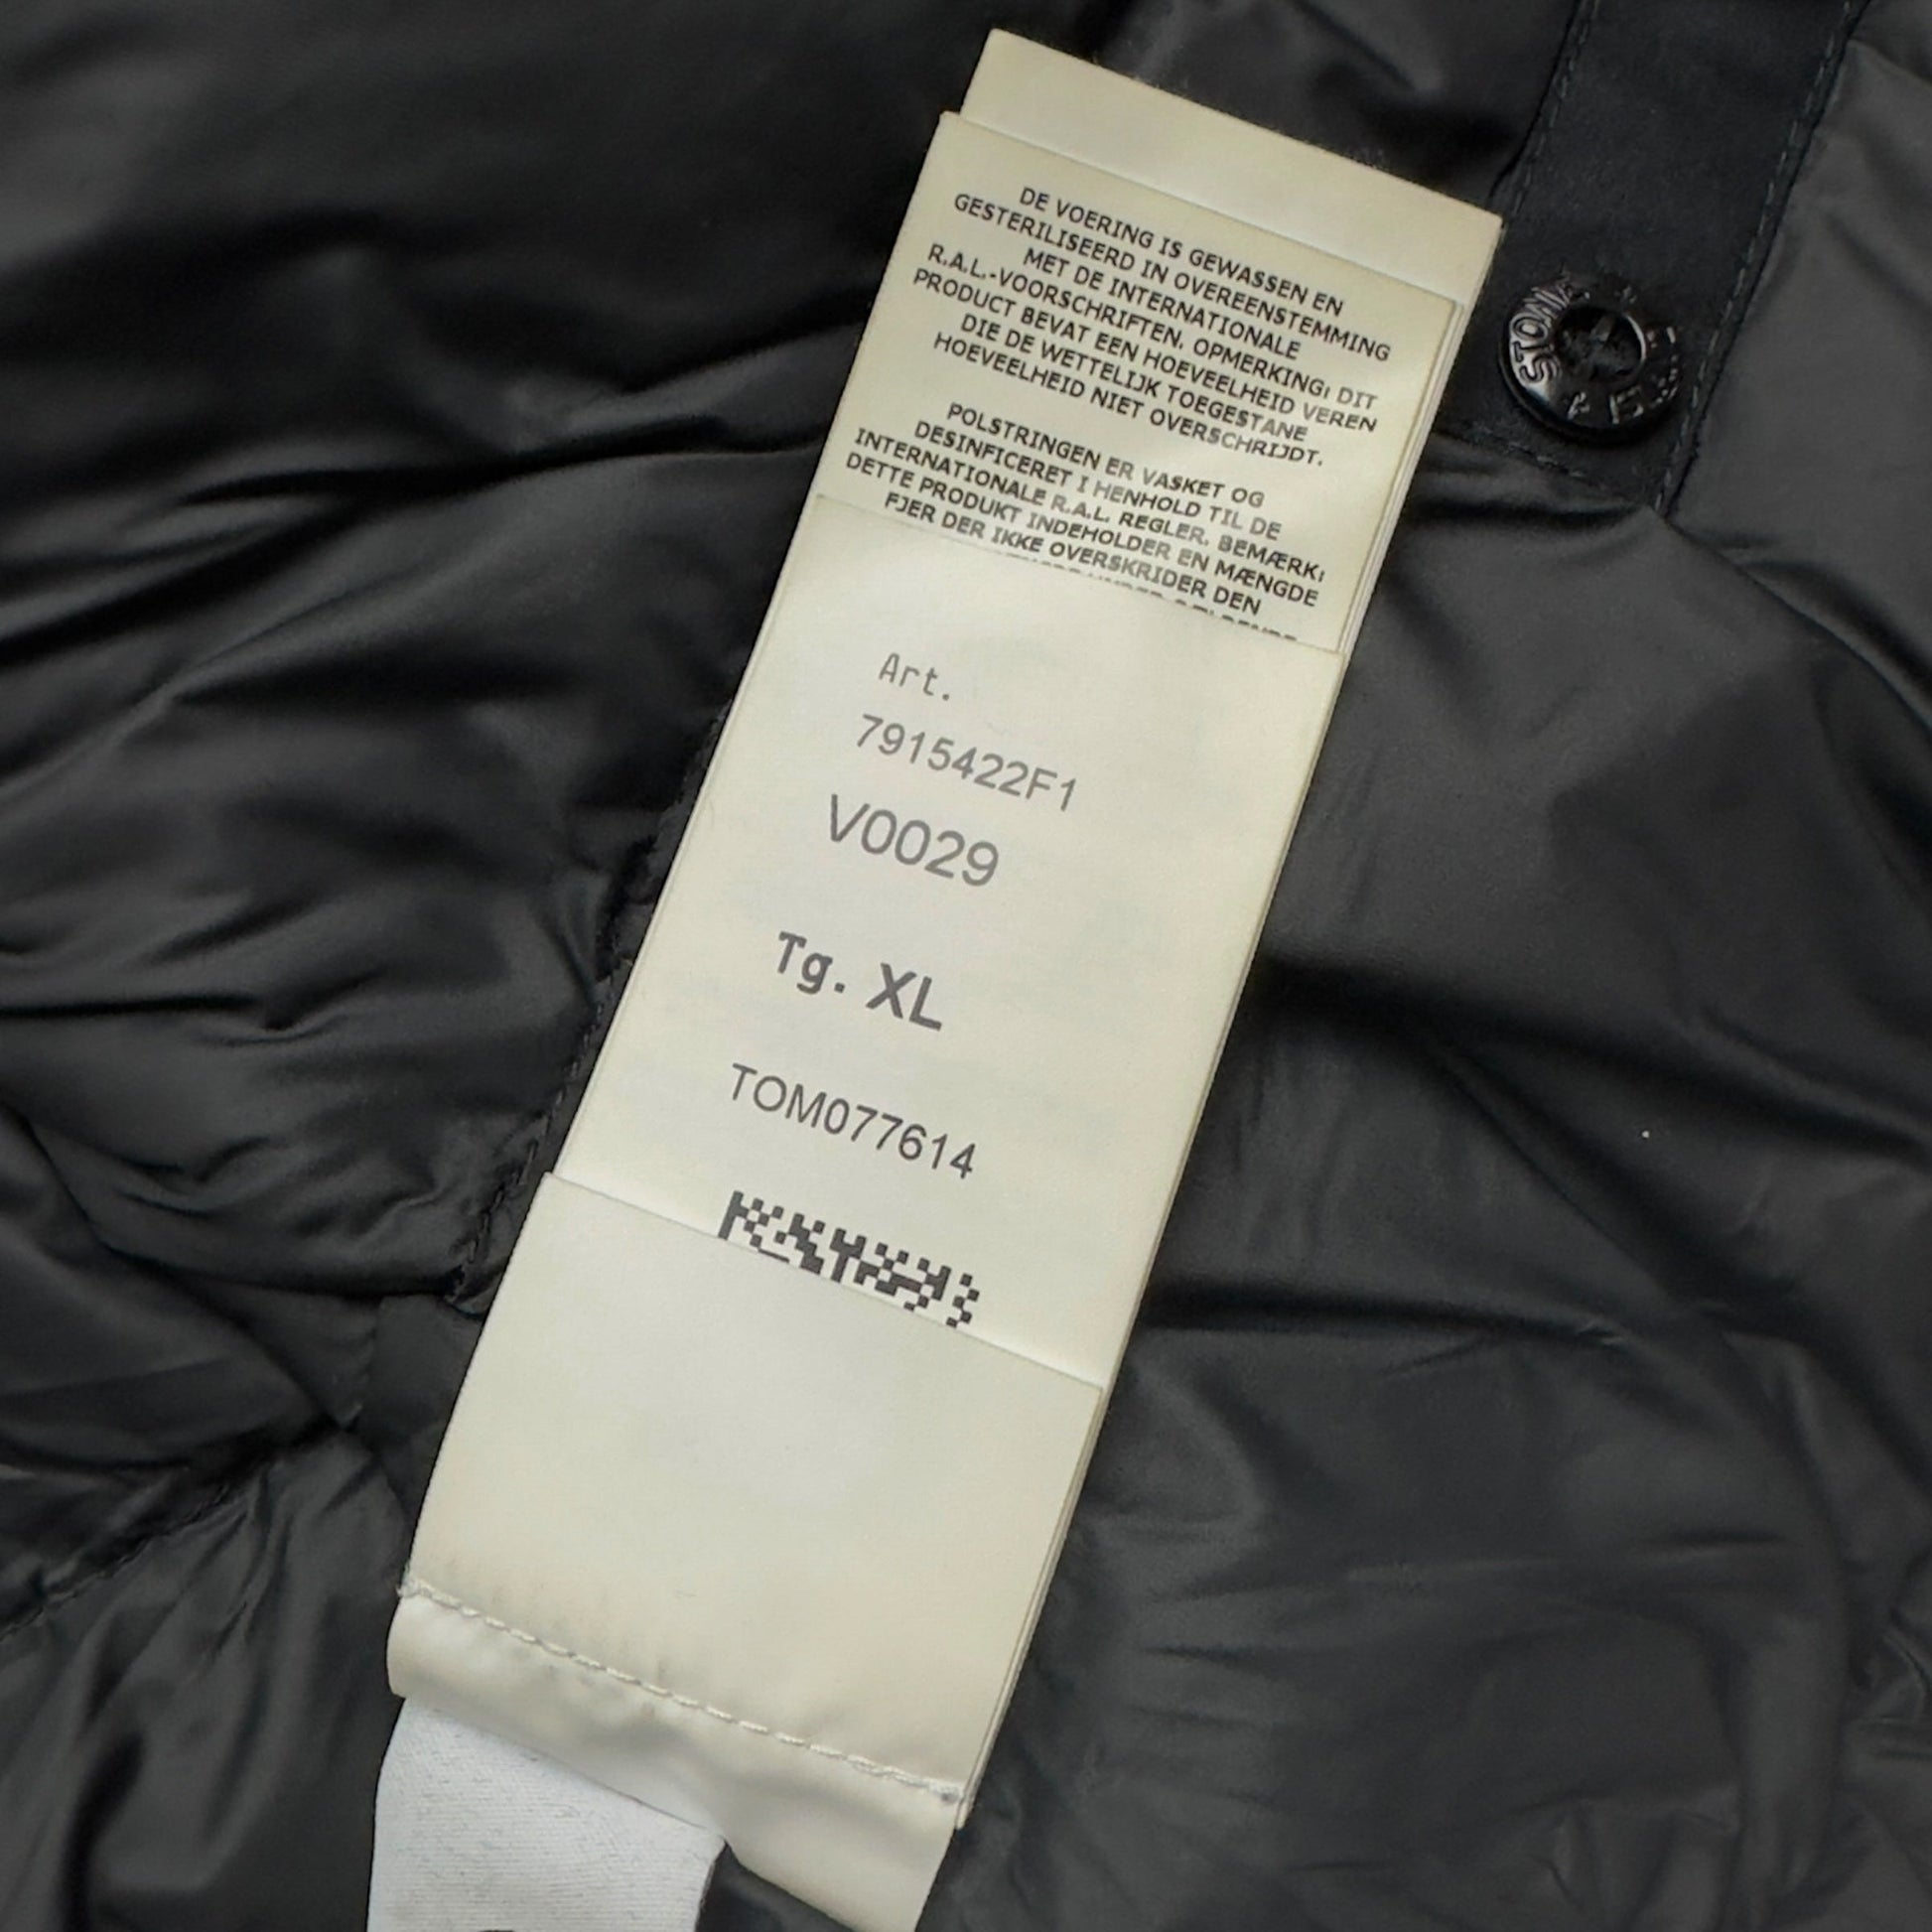 DE VOERING IS GEWASSEN EN
GESTERILISEERD IN OVEREENSTEMMING
MET DE INTERNATIONALE
R.A.L.-VOORSCHRIFTEN. OPMERKING: DIT
PRODUCT BEVAT EEN HOEVEELHEID VEREN
DIE DE WETTELIJK TOEGESTANE
HOEVEELHEID NIET OVERSCHRIJDT.
POLSTRINGEN ER VASKET OG
DESINFICERET I HENHOLD TIL DE
INTERNATIONALE R.A.L. REGLER. BEMÆRK:
DETTE PRODUKT INDEHOLDER EN MÆNGDE
FJER DER IKKE OVERSKRIDER DEN
Art.
7915422F1
V0029
Tg. XL
TOM077614
STONE